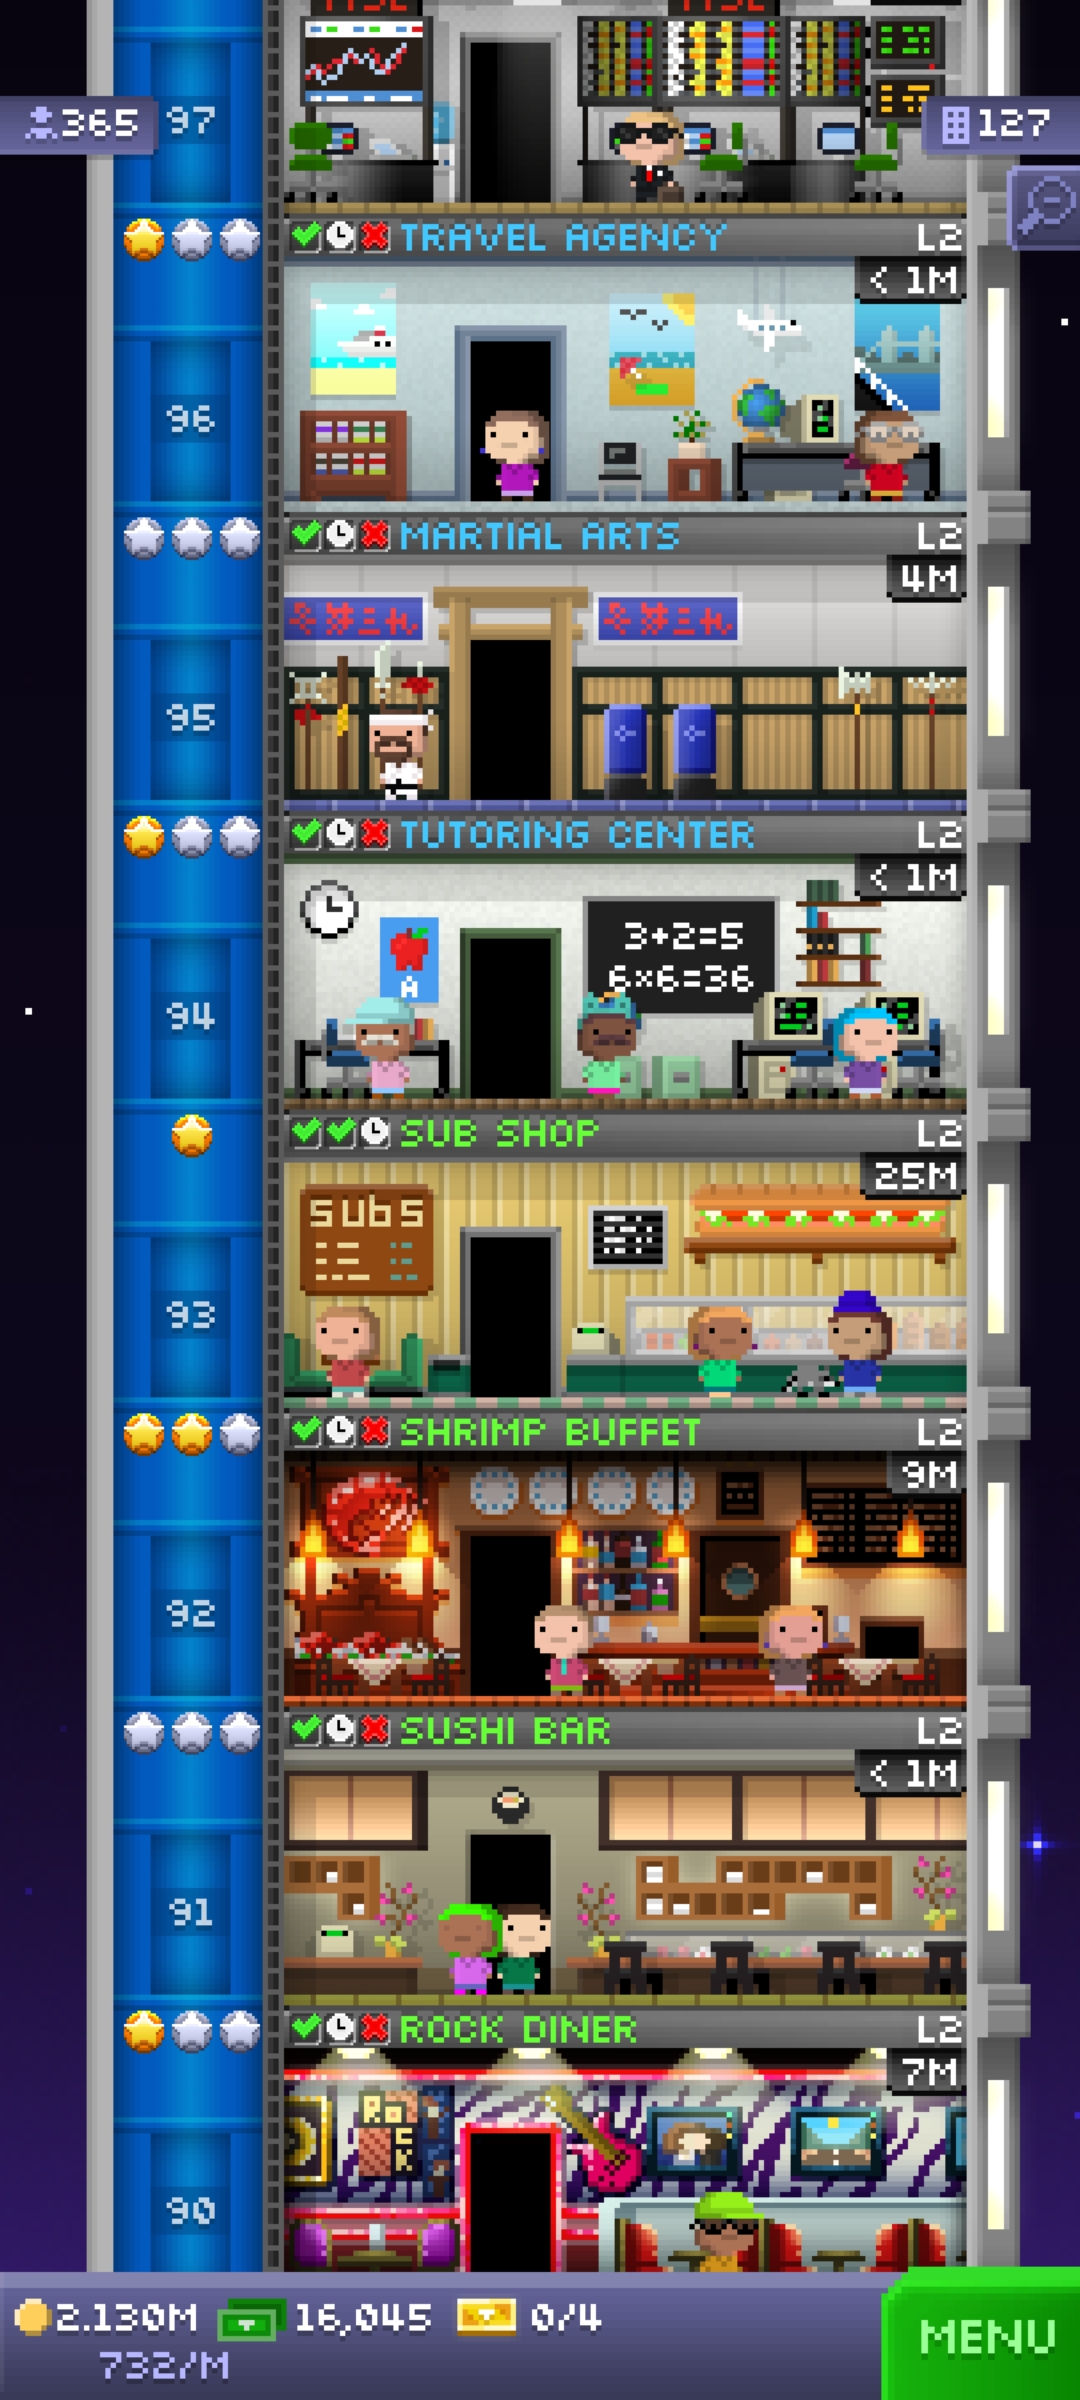 97
365
127
TRAVEL AGENCY L2
< 1M
96
MARTIAL ARTS L2
4M
95
TUTORING CENTER L2
< 1M
3+2=5
6×6=36
A
94
SUB SHOP L2
25M
subs
93
SHRIMP BUFFET L2
9M
92
SUSHI BAR L2
< 1M
91
ROCK DINER L2
7M
ROCK
90
2.130M 16,045 0/4
732/M
MENU